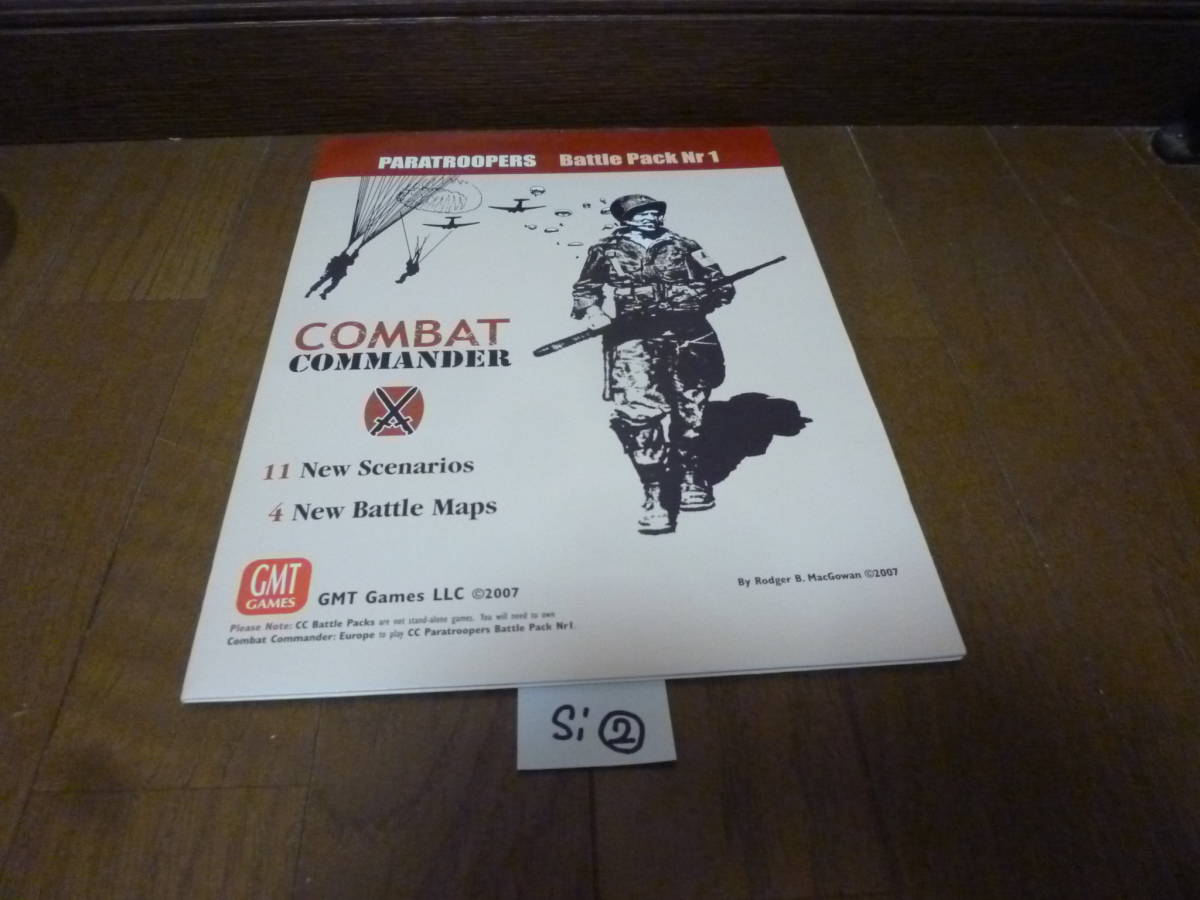 PARATROOPERS Battle Pack Nr 1
COMBAT
COMMANDER
11 New Scenarios
4 New Battle Maps
GMT
GAMES
GMT Games LLC ©2007
By Rodger B. MacGowan ©2007
Please Note: CC Battle Packs are not stand-alone games. You will need to own
Combat Commander: Europe to play CC Paratroopers Battle Pack Nr1.
Si ②